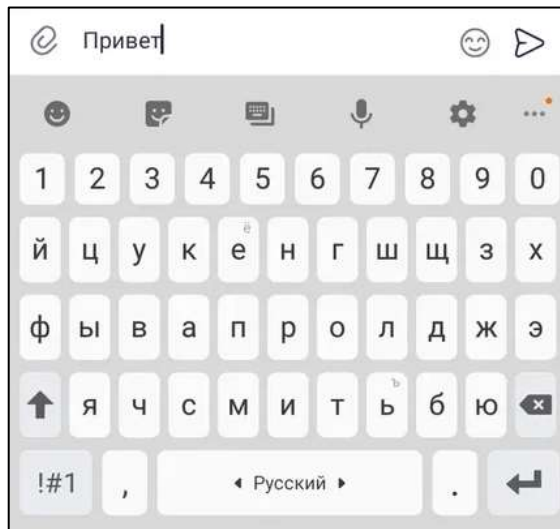 Привет
1 2 3 4 5 6 7 8 9 0
ё
й ц у к е н г ш щ з х
ф ы в а п р о л д ж э
ъ
я ч с м и т ь б ю
!#1 , Русский .